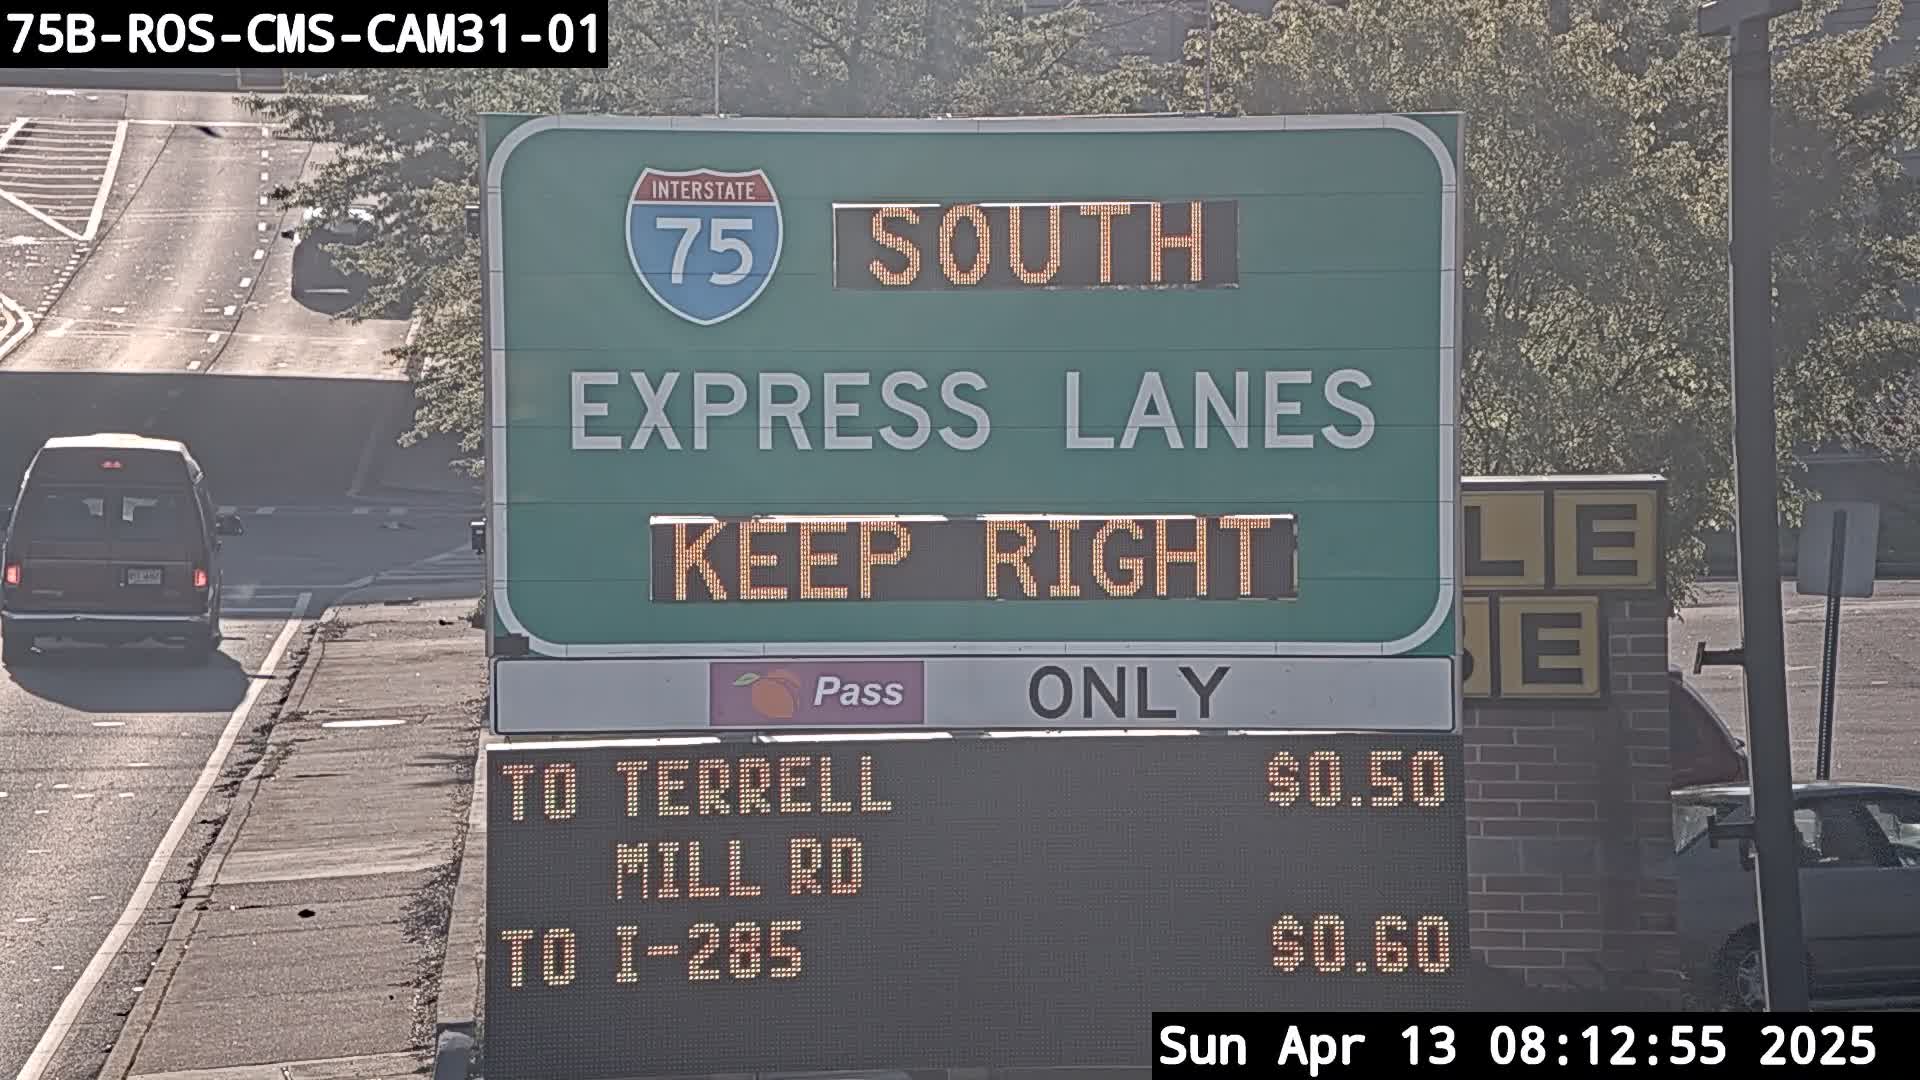 75B-ROS-CMS-CAM31-01
INTERSTATE
75
SOUTH
EXPRESS LANES
KEEP RIGHT
Pass ONLY
TO TERRELL $0.50
MILL RD
TO I-285 $0.60
LE
E
Sun Apr 13 08:12:55 2025